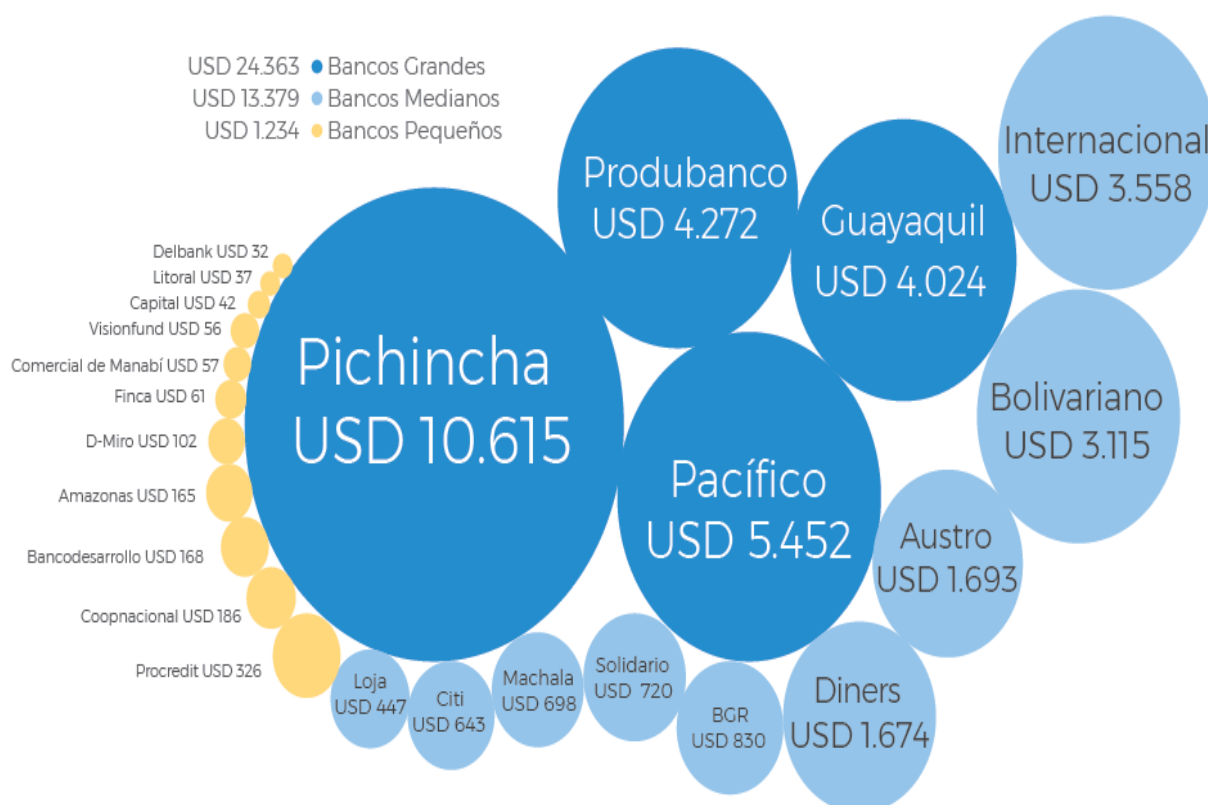 USD 24.363 Bancos Grandes
USD 13.379 Bancos Medianos
USD 1.234 Bancos Pequeños
Internacional
USD 3.558
Produbanco
USD 4.272
Guayaquil
USD 4.024
Delbank USD 32
Litoral USD 37
Capital USD 42
Visionfund USD 56
Comercial de Manabí USD 57
Finca USD 61
D-Miro USD 102
Amazonas USD 165
Bancodesarrollo USD 168
Coopnacional USD 186
Procredit USD 326
Pichincha
USD 10.615
Bolivariano
USD 3.115
Pacífico
USD 5.452
Austro
USD 1.693
Loja
USD 447
Citi
USD 643
Machala
USD 698
Solidario
USD 720
BGR
USD 830
Diners
USD 1.674